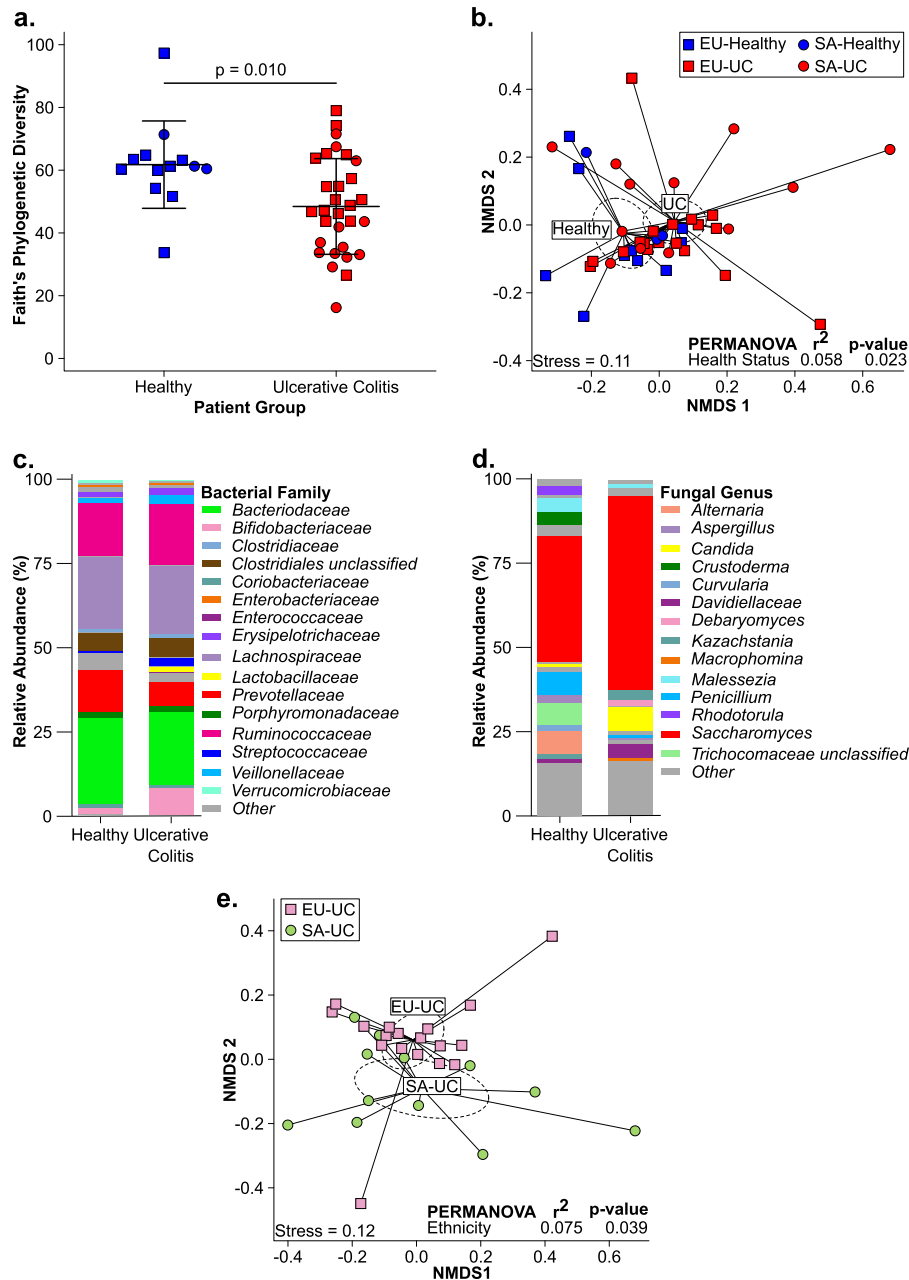 a.
Faith's Phylogenetic Diversity
100
80
60
40
20
0
p = 0.010
Healthy
Ulcerative Colitis
Patient Group
b.
EU-Healthy
SA-Healthy
EU-UC
SA-UC
NMDS 2
0.4
0.2
0.0
-0.2
-0.4
UC
Healthy
PERMANOVA r2 p-value
Stress = 0.11
Health Status 0.058 0.023
-0.2 0.0 0.2 0.4 0.6
NMDS 1
c.
Relative Abundance (%)
100
75
50
25
0
Healthy
Ulcerative
Colitis
Bacterial Family
Bacteriodaceae
Bifidobacteriaceae
Clostridiaceae
Clostridiales unclassified
Coriobacteriaceae
Enterobacteriaceae
Enterococcaceae
Erysipelotrichaceae
Lachnospiraceae
Lactobacillaceae
Prevotellaceae
Porphyromonadaceae
Ruminococcaceae
Streptococcaceae
Veillonellaceae
Verrucomicrobiaceae
Other
d.
Relative Abundance (%)
100
75
50
25
0
Healthy
Ulcerative
Colitis
Fungal Genus
Alternaria
Aspergillus
Candida
Crustoderma
Curvularia
Davidiellaceae
Debaryomyces
Kazachstania
Macrophomina
Malessezia
Penicillium
Rhodotorula
Saccharomyces
Trichocomaceae unclassified
Other
e.
EU-UC
SA-UC
NMDS 2
0.4
0.2
0.0
-0.2
-0.4
EU-UC
SA-UC
PERMANOVA r2 p-value
Stress = 0.12
Ethnicity 0.075 0.039
-0.4 -0.2 0.0 0.2 0.4 0.6
NMDS1